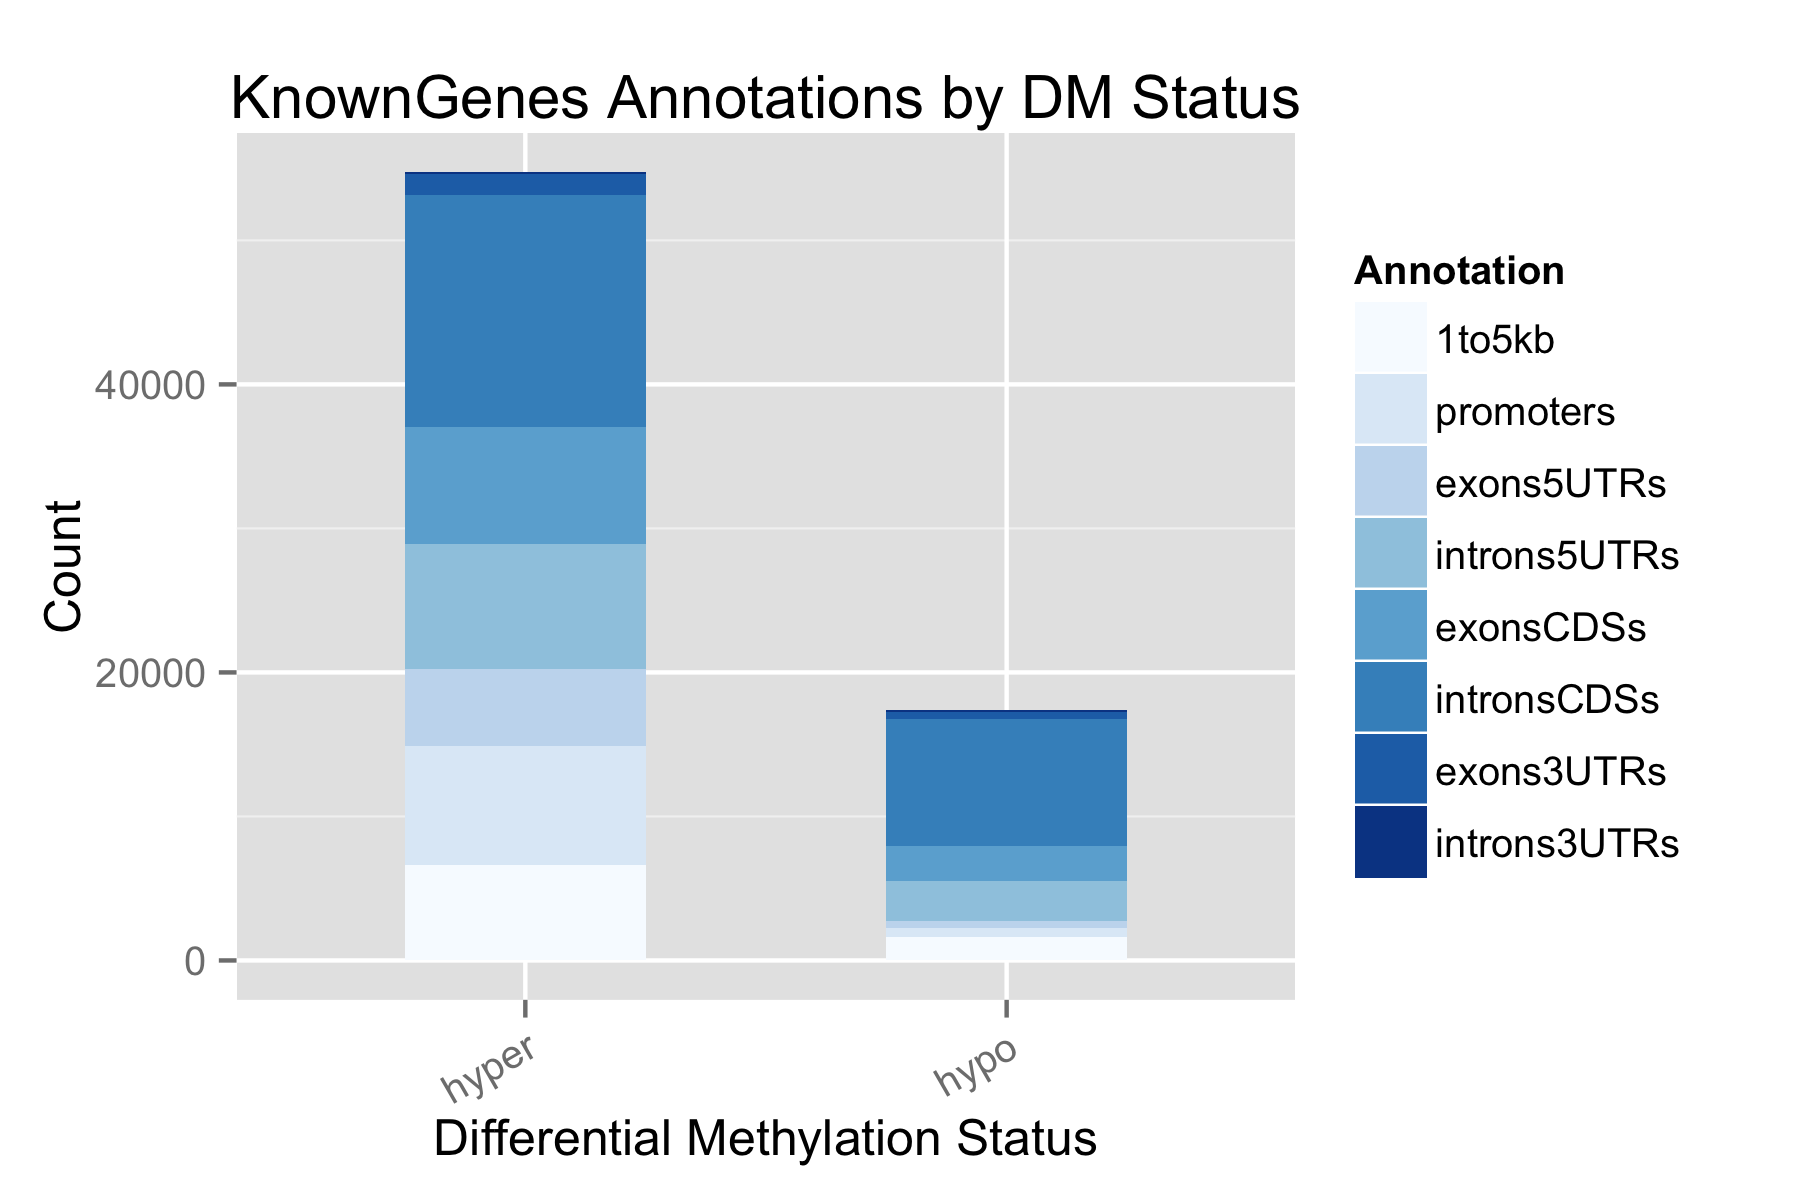 KnownGenes Annotations by DM Status
Count
40000
20000
0
hyper
hypo
Differential Methylation Status
Annotation
1to5kb
promoters
exons5UTRs
introns5UTRs
exonsCDSs
intronsCDSs
exons3UTRs
introns3UTRs